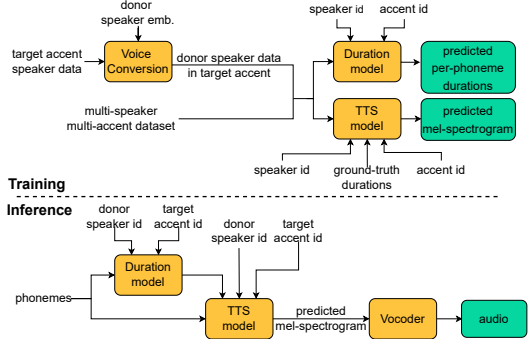 donor
speaker emb.
speaker id
accent id
target accent
speaker data
Voice
Conversion
donor speaker data
in target accent
Duration
model
predicted
per-phoneme
durations
multi-speaker
multi-accent dataset
TTS
model
predicted
mel-spectrogram
speaker id
ground-truth
durations
accent id
Training
Inference
donor
speaker id
target
accent id
donor
speaker id
target
accent id
Duration
model
phonemes
TTS
model
predicted
mel-spectrogram
Vocoder
audio